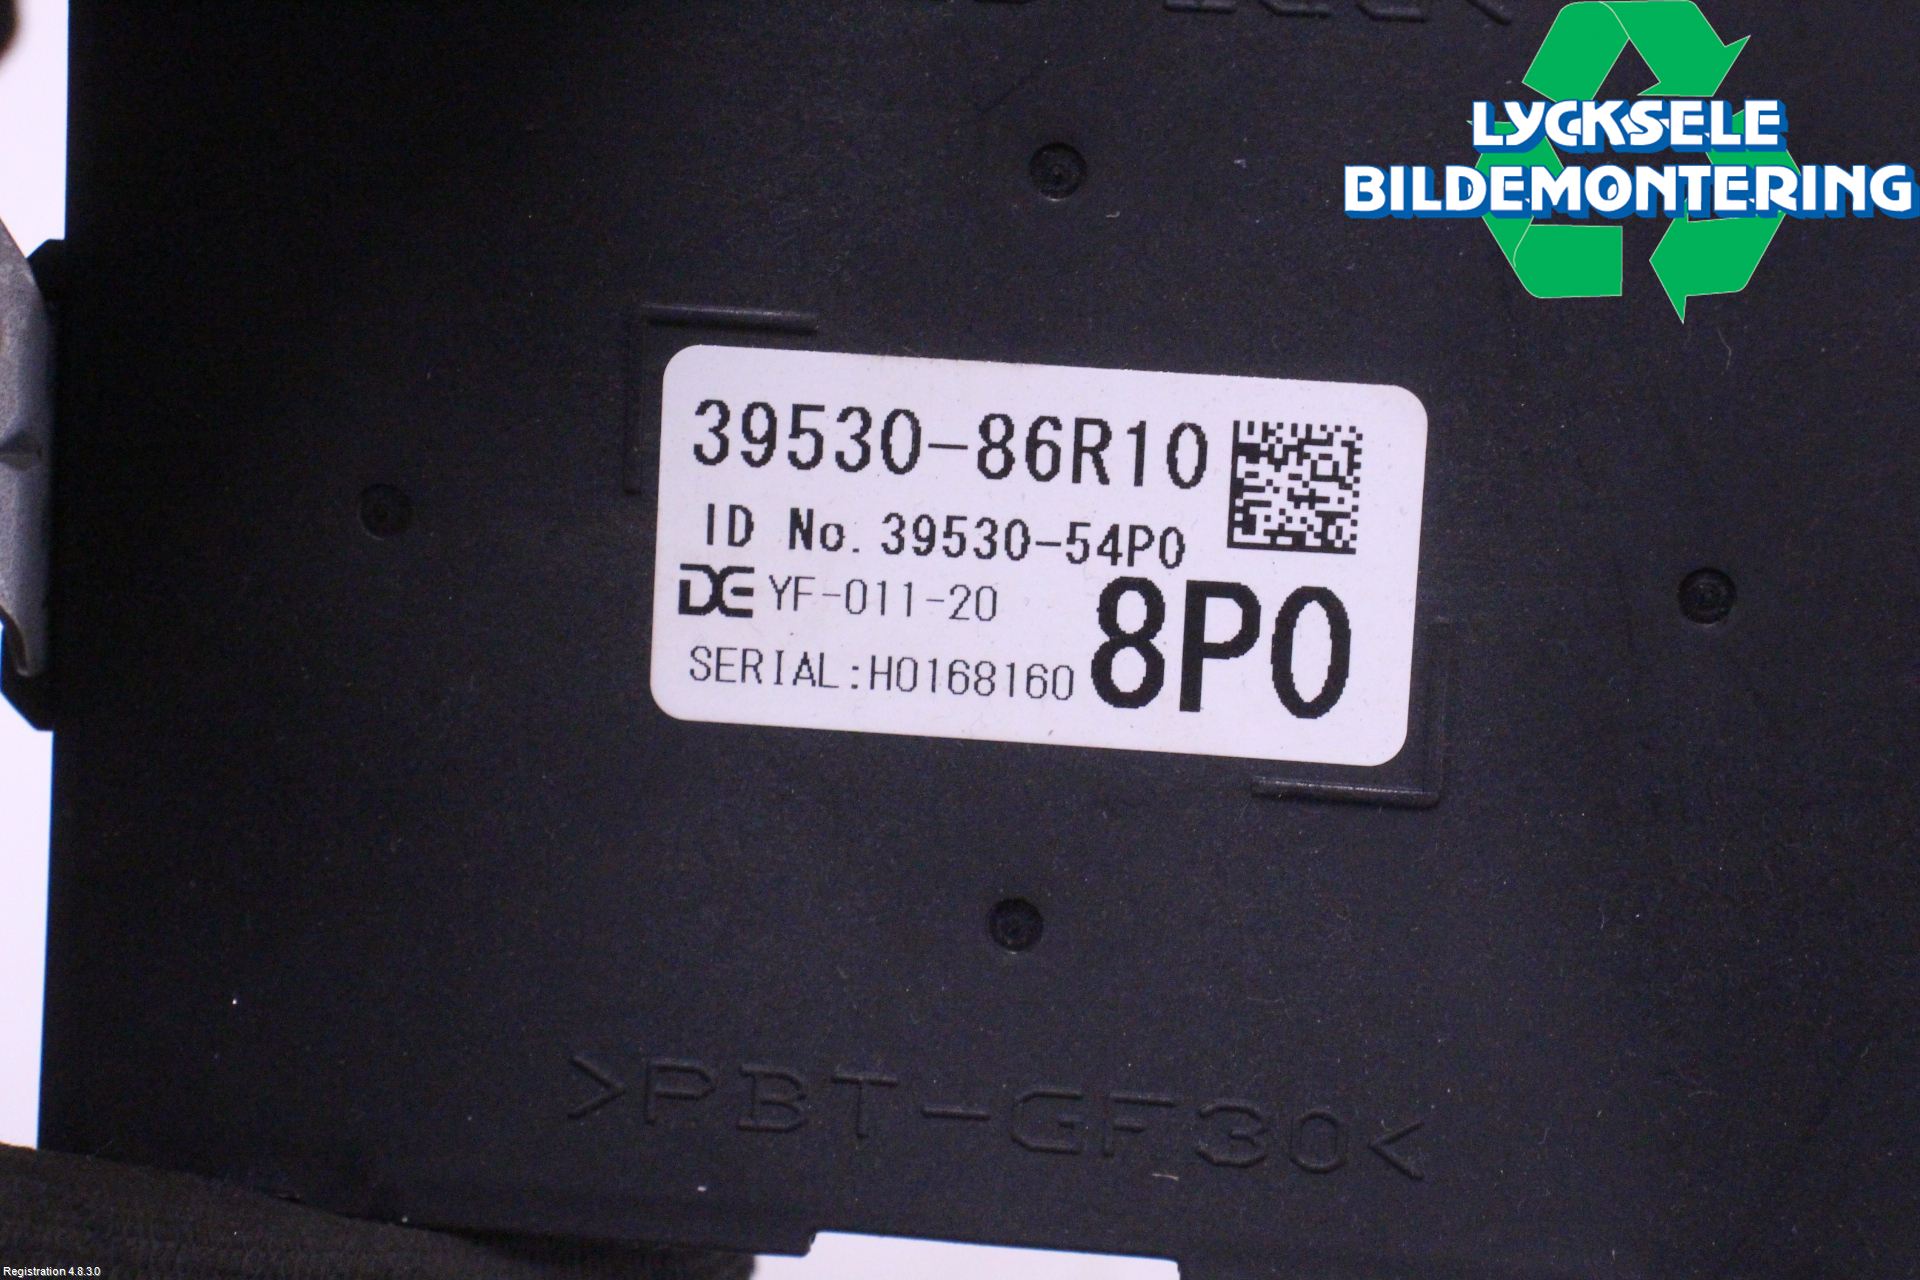 LYCKSELE
BILDEMONTERING
39530-86R10
ID No. 39530-54P0
DE YF-011-20
8P0
SERIAL:H0168160
>PBT-GF30<
Registration 4.8.3.0